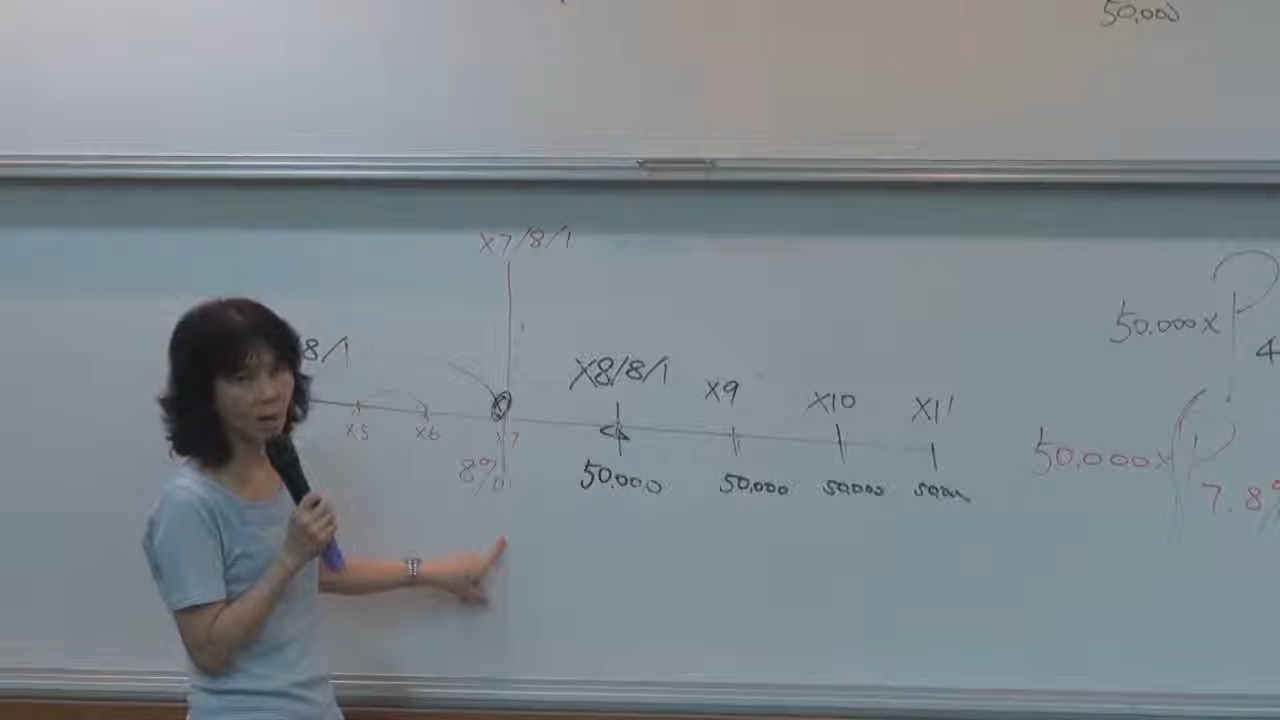 50,000
X7/8/1
8/1
X8/8/1
X9
X10
X11
X5
X6
X7
8%
50,000
50,000
50,000
50,000 x P
4
50,000 x P
7.8%